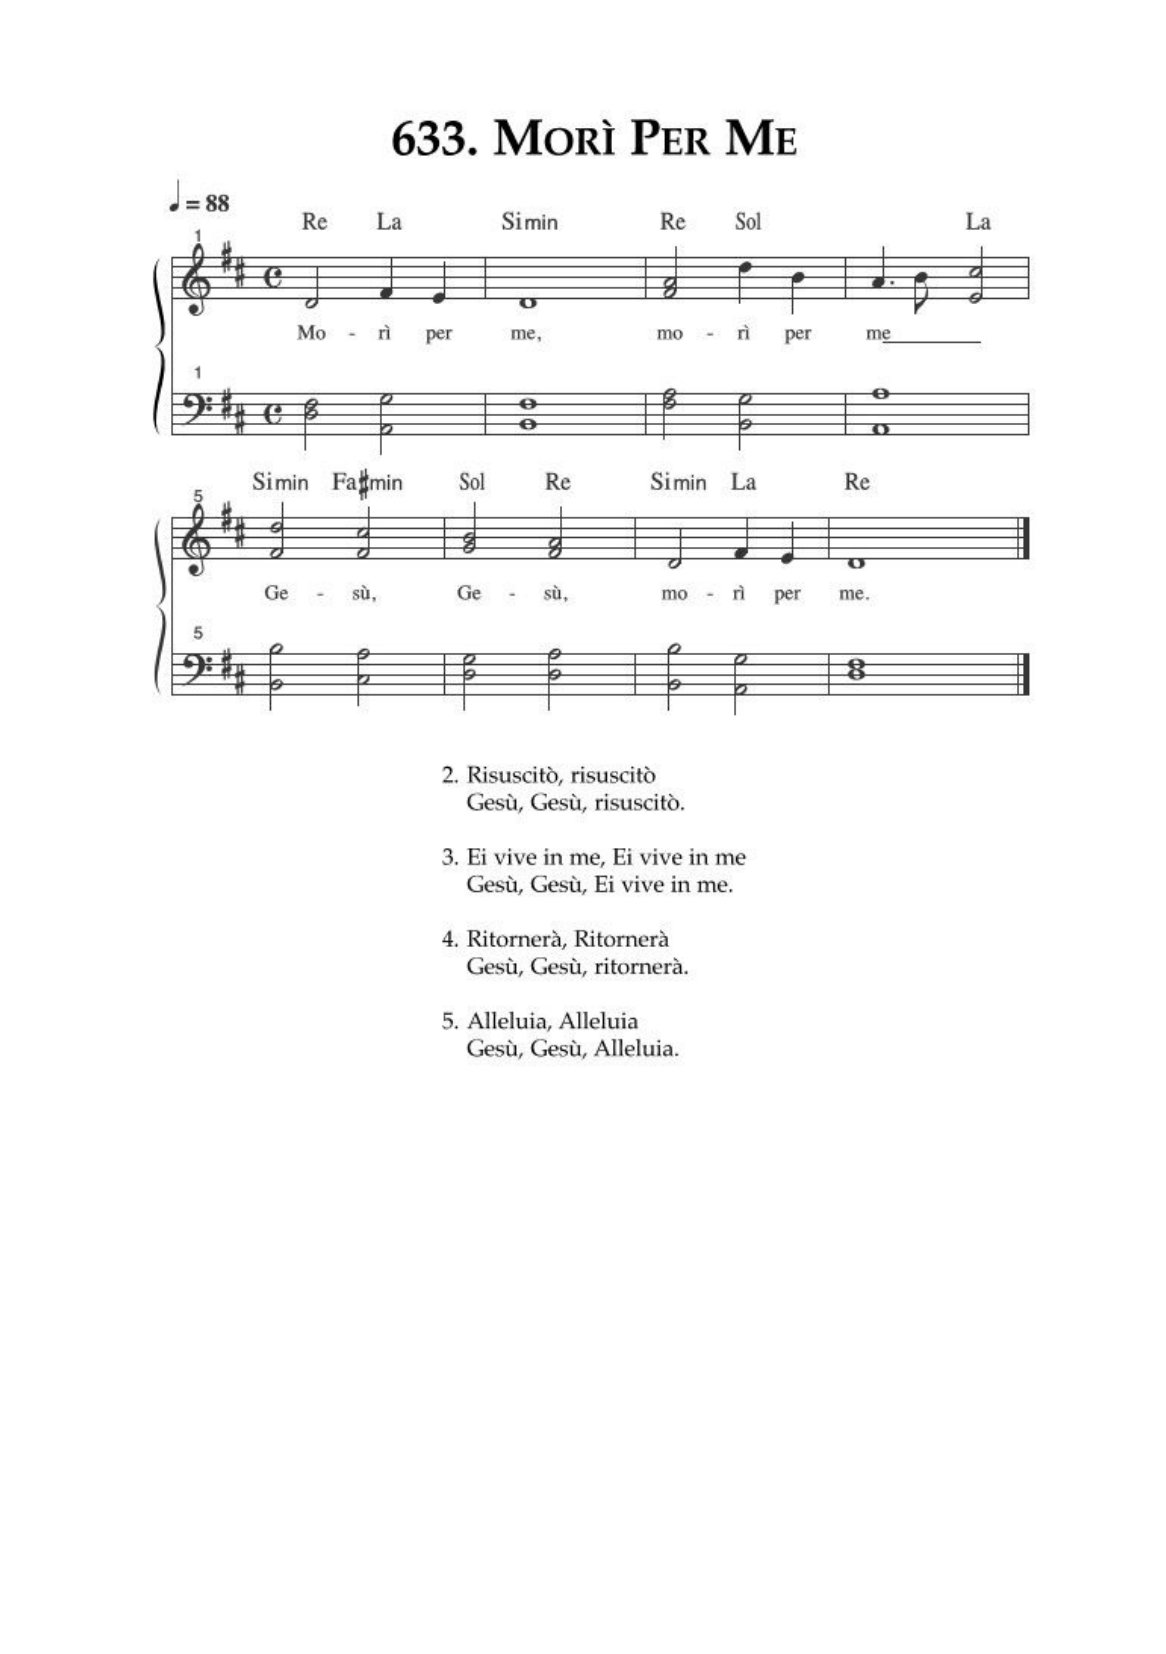 633. Morì Per Me
♩ = 88
Re La Simin Re Sol La
1
Mo - rì per me, mo - rì per me
1
Simin Fa♯min Sol Re Simin La Re
5
Ge - sù, Ge - sù, mo - rì per me.
5
2. Risuscitò, risuscitò
Gesù, Gesù, risuscitò.
3. Ei vive in me, Ei vive in me
Gesù, Gesù, Ei vive in me.
4. Ritornerà, Ritornerà
Gesù, Gesù, ritornerà.
5. Alleluia, Alleluia
Gesù, Gesù, Alleluia.